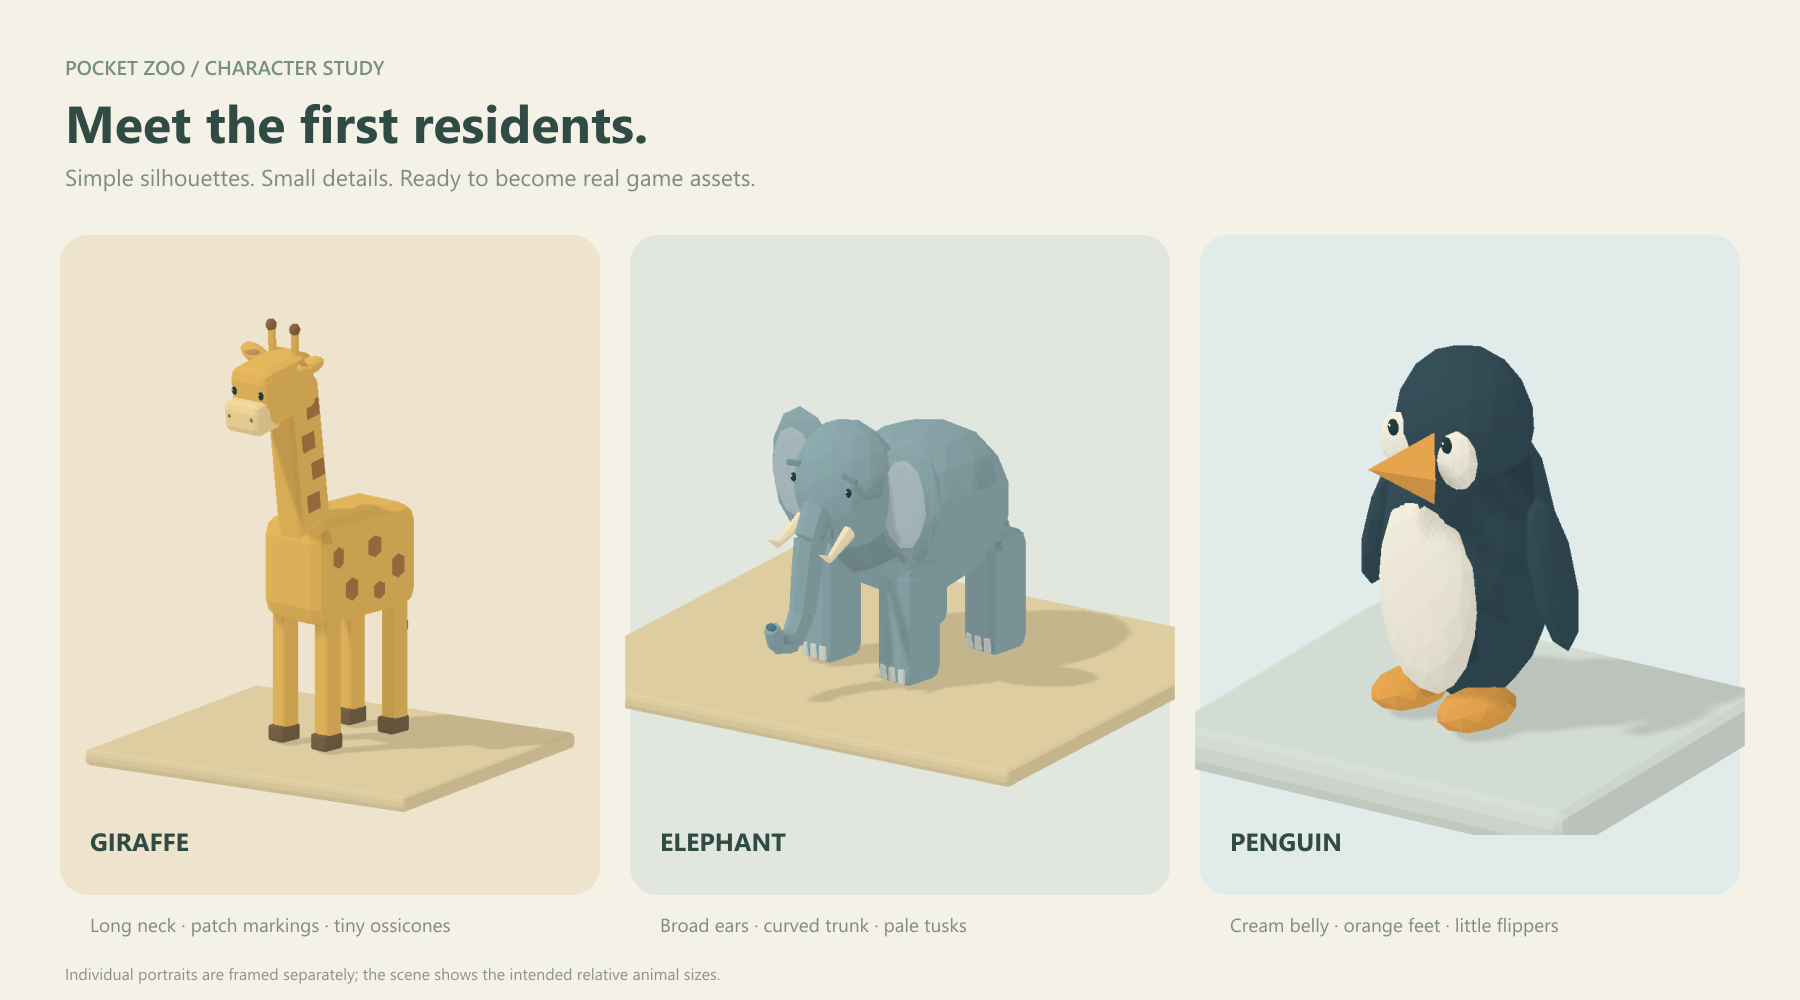 POCKET ZOO / CHARACTER STUDY
Meet the first residents.
Simple silhouettes. Small details. Ready to become real game assets.
GIRAFFE
ELEPHANT
PENGUIN
Long neck · patch markings · tiny ossicones
Broad ears · curved trunk · pale tusks
Cream belly · orange feet · little flippers
Individual portraits are framed separately; the scene shows the intended relative animal sizes.